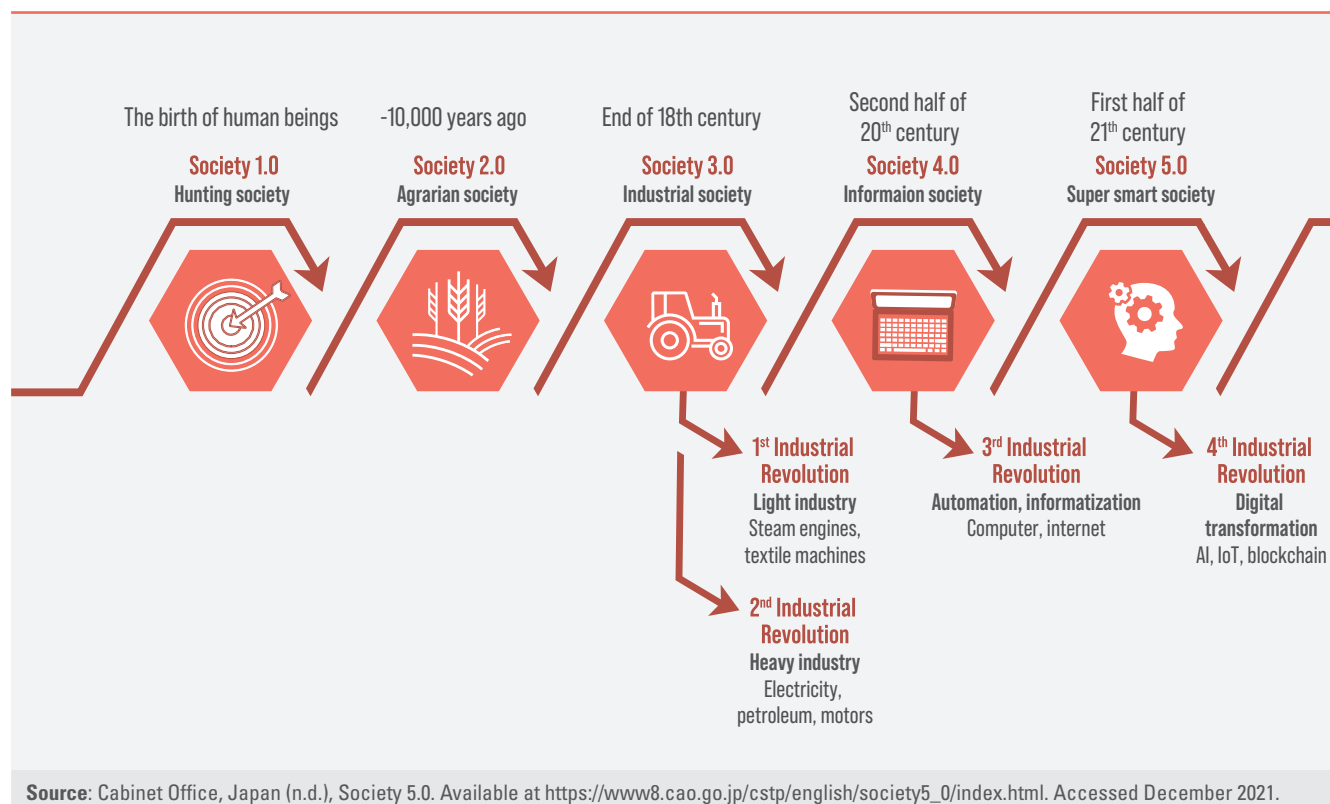 The birth of human beings
Society 1.0
Hunting society
-10,000 years ago
Society 2.0
Agrarian society
End of 18th century
Society 3.0
Industrial society
Second half of
20th century
Society 4.0
Informaion society
First half of
21th century
Society 5.0
Super smart society
1st Industrial
Revolution
Light industry
Steam engines,
textile machines
2nd Industrial
Revolution
Heavy industry
Electricity,
petroleum, motors
3rd Industrial
Revolution
Automation, informatization
Computer, internet
4th Industrial
Revolution
Digital
transformation
AI, IoT, blockchain
Source: Cabinet Office, Japan (n.d.), Society 5.0. Available at https://www8.cao.go.jp/cstp/english/society5_0/index.html. Accessed December 2021.